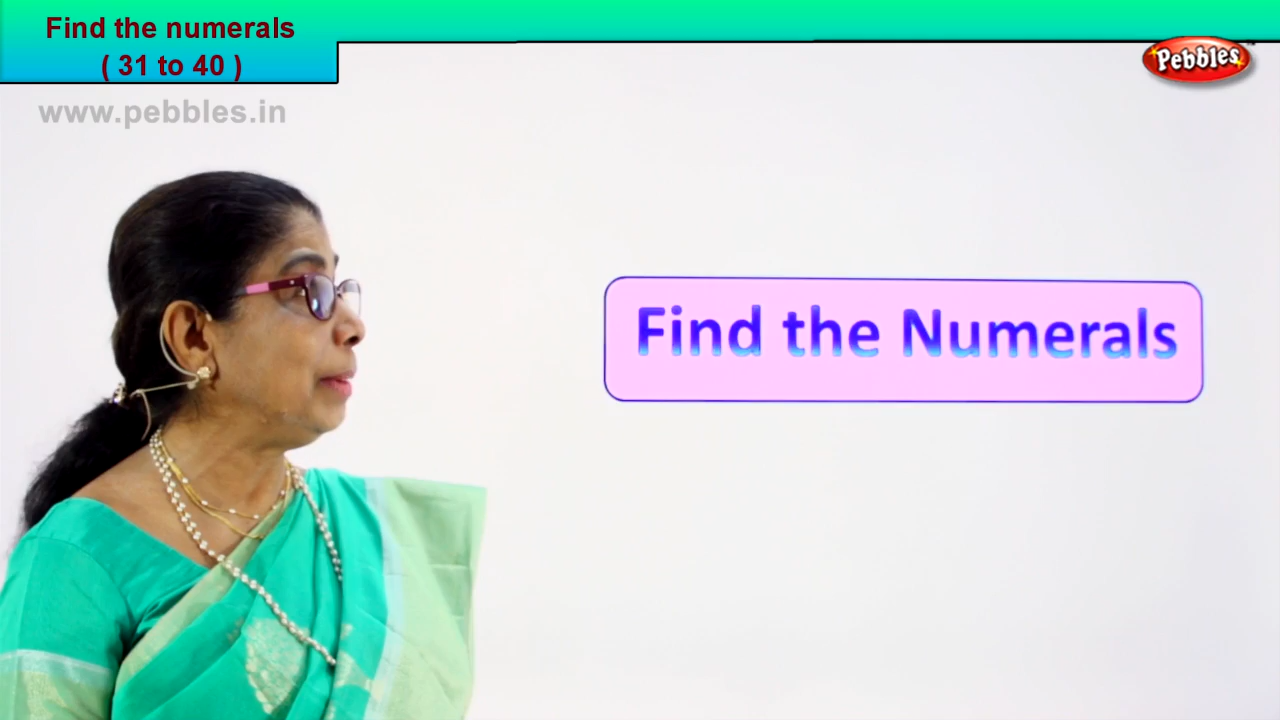 Find the numerals
( 31 to 40 )
www.pebbles.in
Pebbles
Find the Numerals